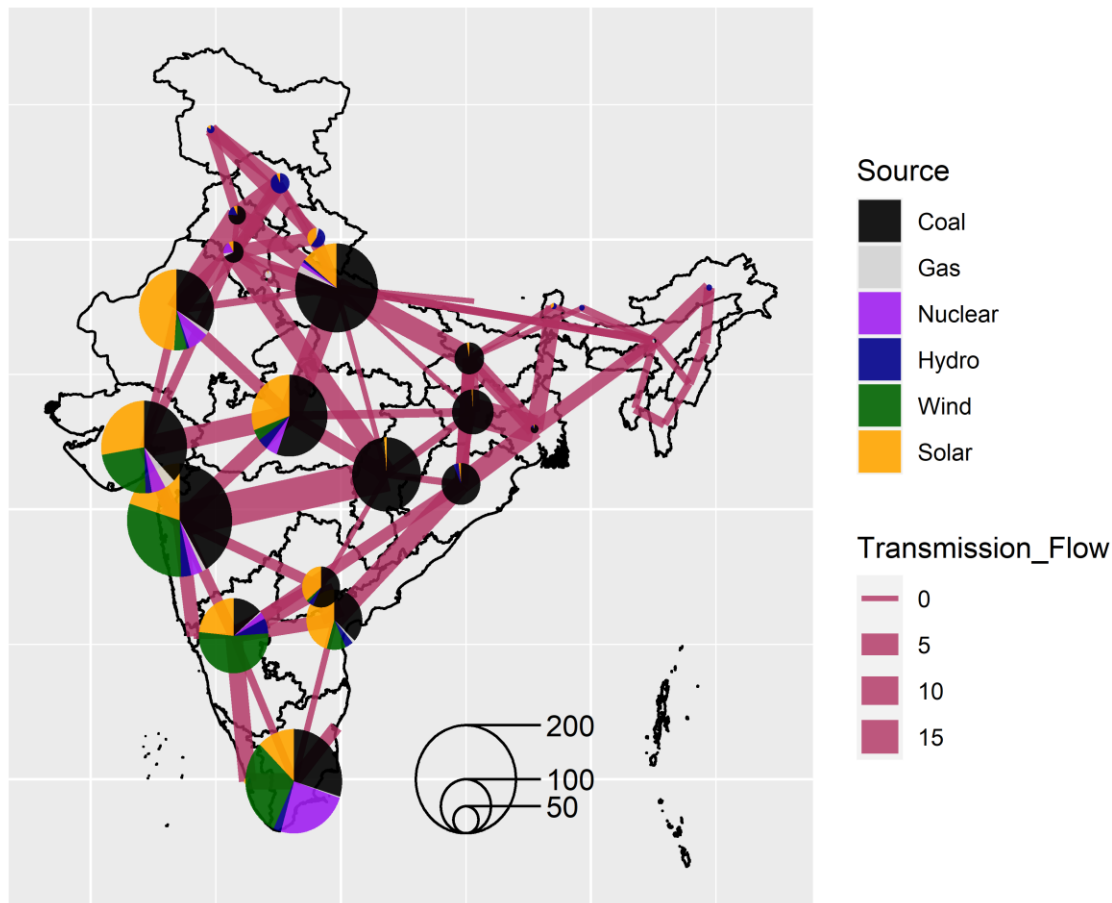 Source
Coal
Gas
Nuclear
Hydro
Wind
Solar
Transmission_Flow
0
5
10
15
200
100
50